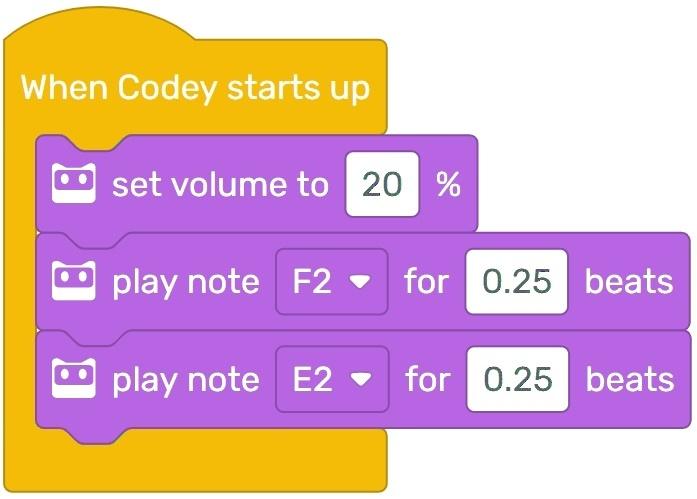 When Codey starts up
set volume to 20 %
play note F2 for 0.25 beats
play note E2 for 0.25 beats